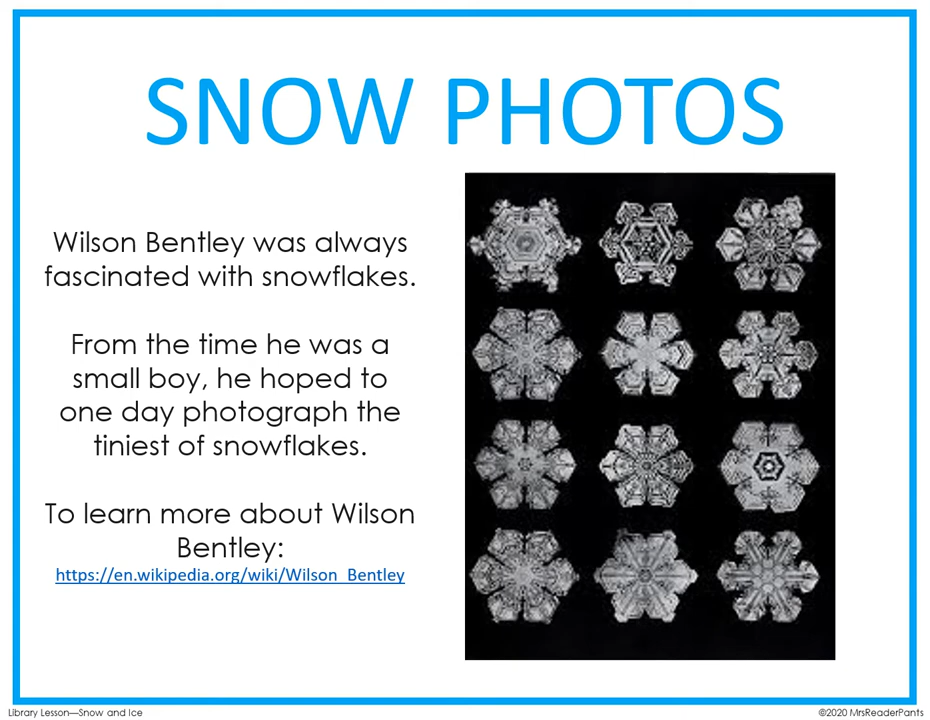 SNOW PHOTOS
Wilson Bentley was always
fascinated with snowflakes.
From the time he was a
small boy, he hoped to
one day photograph the
tiniest of snowflakes.
To learn more about Wilson
Bentley:
https://en.wikipedia.org/wiki/Wilson_Bentley
Library Lesson—Snow and Ice
©2020 MrsReaderPants